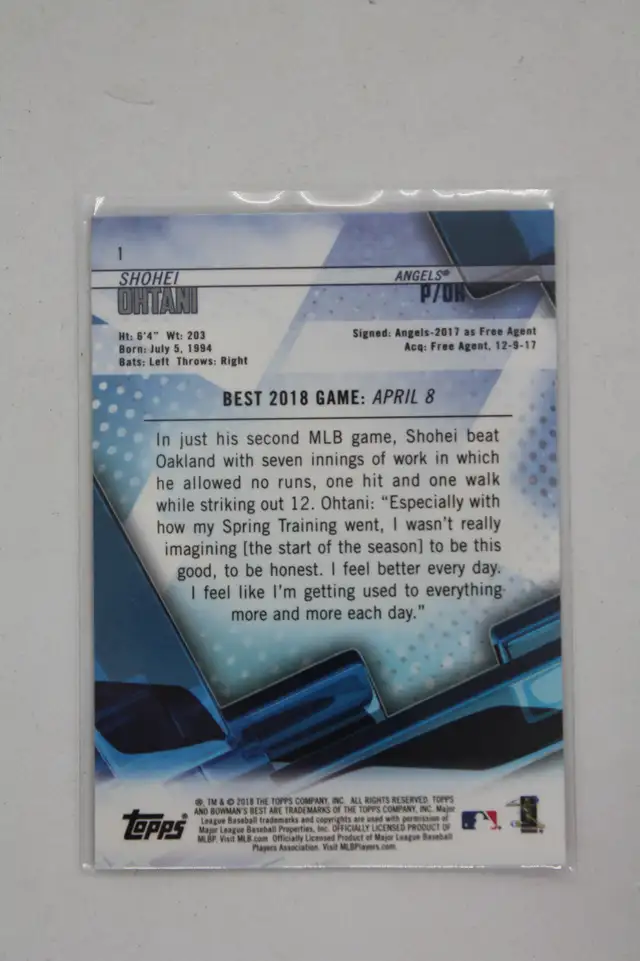 1
SHOHEI
OHTANI
ANGELS®
P/DH
Ht: 6'4" Wt: 203
Born: July 5, 1994
Bats: Left Throws: Right
Signed: Angels-2017 as Free Agent
Acq: Free Agent, 12-9-17
BEST 2018 GAME: APRIL 8
In just his second MLB game, Shohei beat
Oakland with seven innings of work in which
he allowed no runs, one hit and one walk
while striking out 12. Ohtani: “Especially with
how my Spring Training went, I wasn't really
imagining [the start of the season] to be this
good, to be honest. I feel better every day.
I feel like I'm getting used to everything
more and more each day.”
Topps®
®, TM & © 2018 THE TOPPS COMPANY, INC. ALL RIGHTS RESERVED. TOPPS
AND BOWMAN'S BEST ARE TRADEMARKS OF THE TOPPS COMPANY, INC. Major
League Baseball trademarks and copyrights are used with permission of
Major League Baseball Properties, Inc. OFFICIALLY LICENSED PRODUCT OF
MLBP. Visit MLB.com. Officially Licensed Product of Major League Baseball
Players Association. Visit MLBPlayers.com.